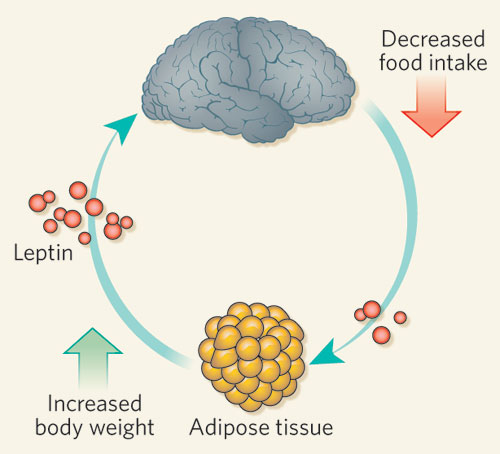 Decreased
food intake
Leptin
Increased
body weight
Adipose tissue